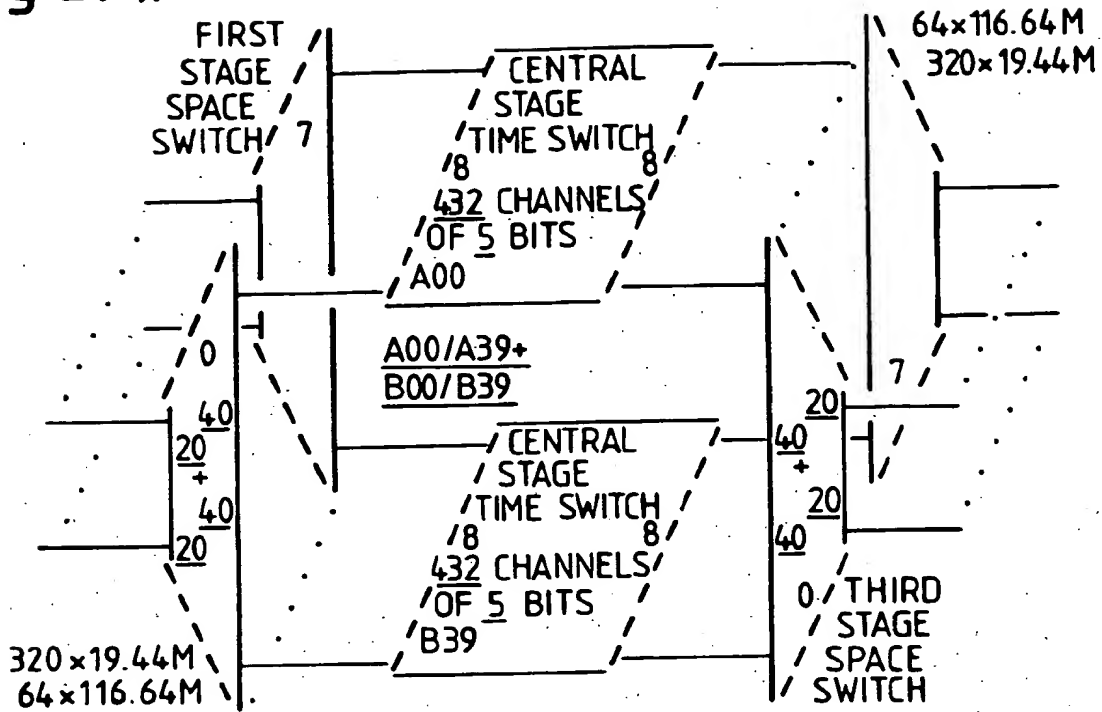 FIRST
STAGE
SPACE
SWITCH
7
CENTRAL
STAGE
TIME SWITCH
8
8
432 CHANNELS
OF 5 BITS
A00
64×116.64M
320×19.44M
0
40
20
+
40
20
A00/A39+
B00/B39
CENTRAL
STAGE
TIME SWITCH
8
8
432 CHANNELS
OF 5 BITS
B39
7
20
40
+
20
40
0
THIRD
STAGE
SPACE
SWITCH
320×19.44M
64×116.64M